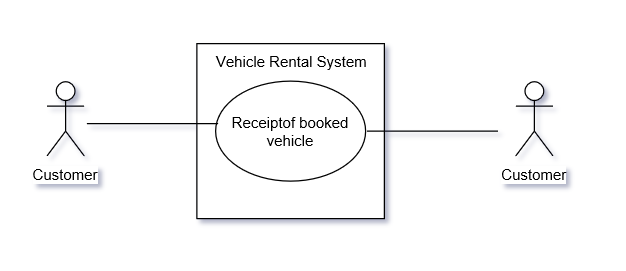 Vehicle Rental System
Receiptof booked
vehicle
Customer
Customer